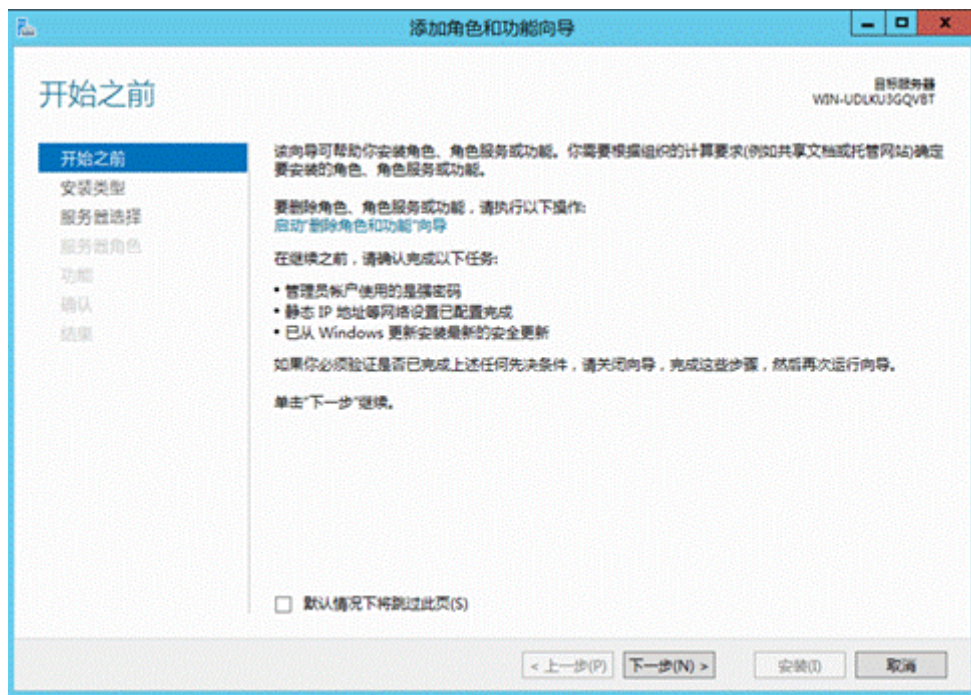 添加角色和功能向导
开始之前
目标服务器
WIN-UDLKU3GQVBT
开始之前
安装类型
服务器选择
服务器角色
功能
确认
结果
该向导可帮助你安装角色、角色服务或功能。你需要根据组织的计算要求(例如共享文档或托管网站)确定
要安装的角色、角色服务或功能。
要删除角色、角色服务或功能，请执行以下操作:
启动"删除角色和功能"向导
在继续之前，请确认完成以下任务:
• 管理员帐户使用的是强密码
• 静态 IP 地址等网络设置已配置完成
• 已从 Windows 更新安装最新的安全更新
如果你必须验证是否已完成上述任何先决条件，请关闭向导，完成这些步骤，然后再次运行向导。
单击"下一步"继续。
默认情况下将跳过此页(S)
< 上一步(P)
下一步(N) >
安装(I)
取消